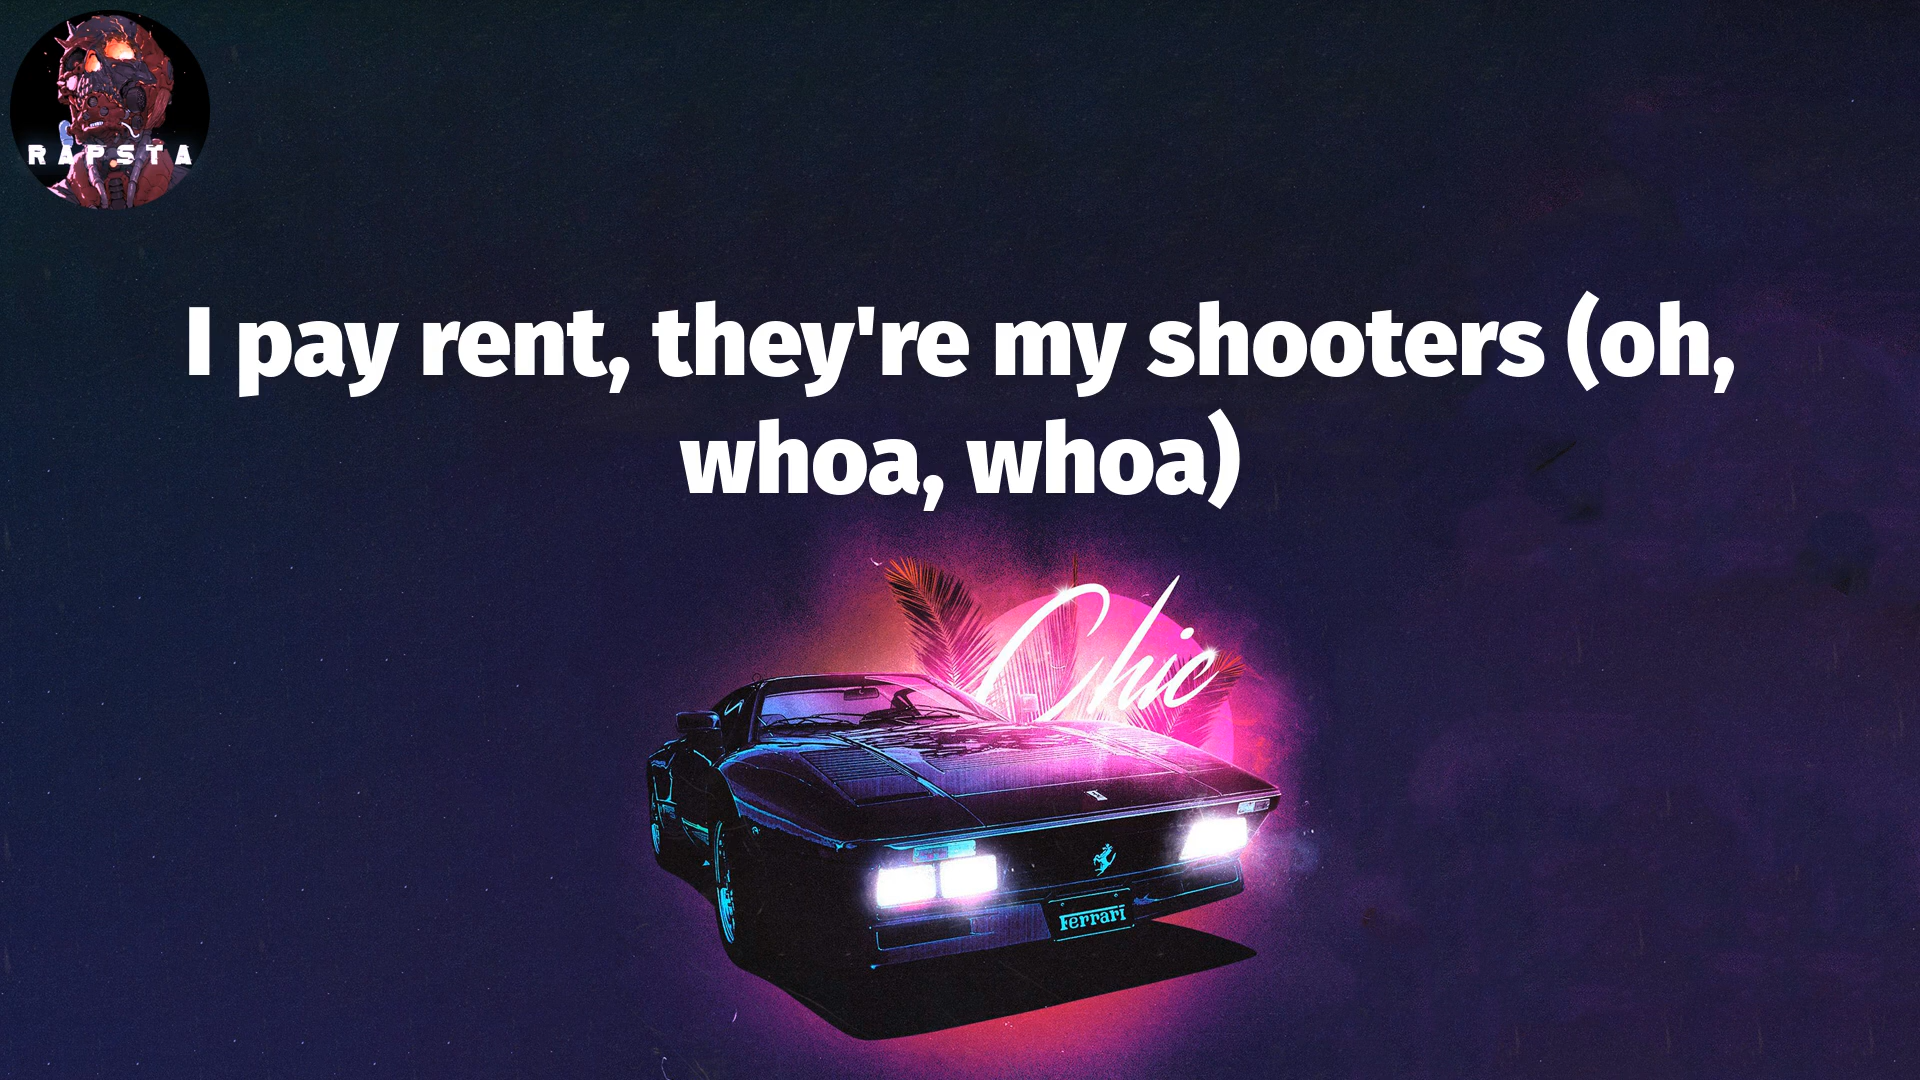 RAPSTA
I pay rent, they're my shooters (oh,
whoa, whoa)
Chic
Ferrari